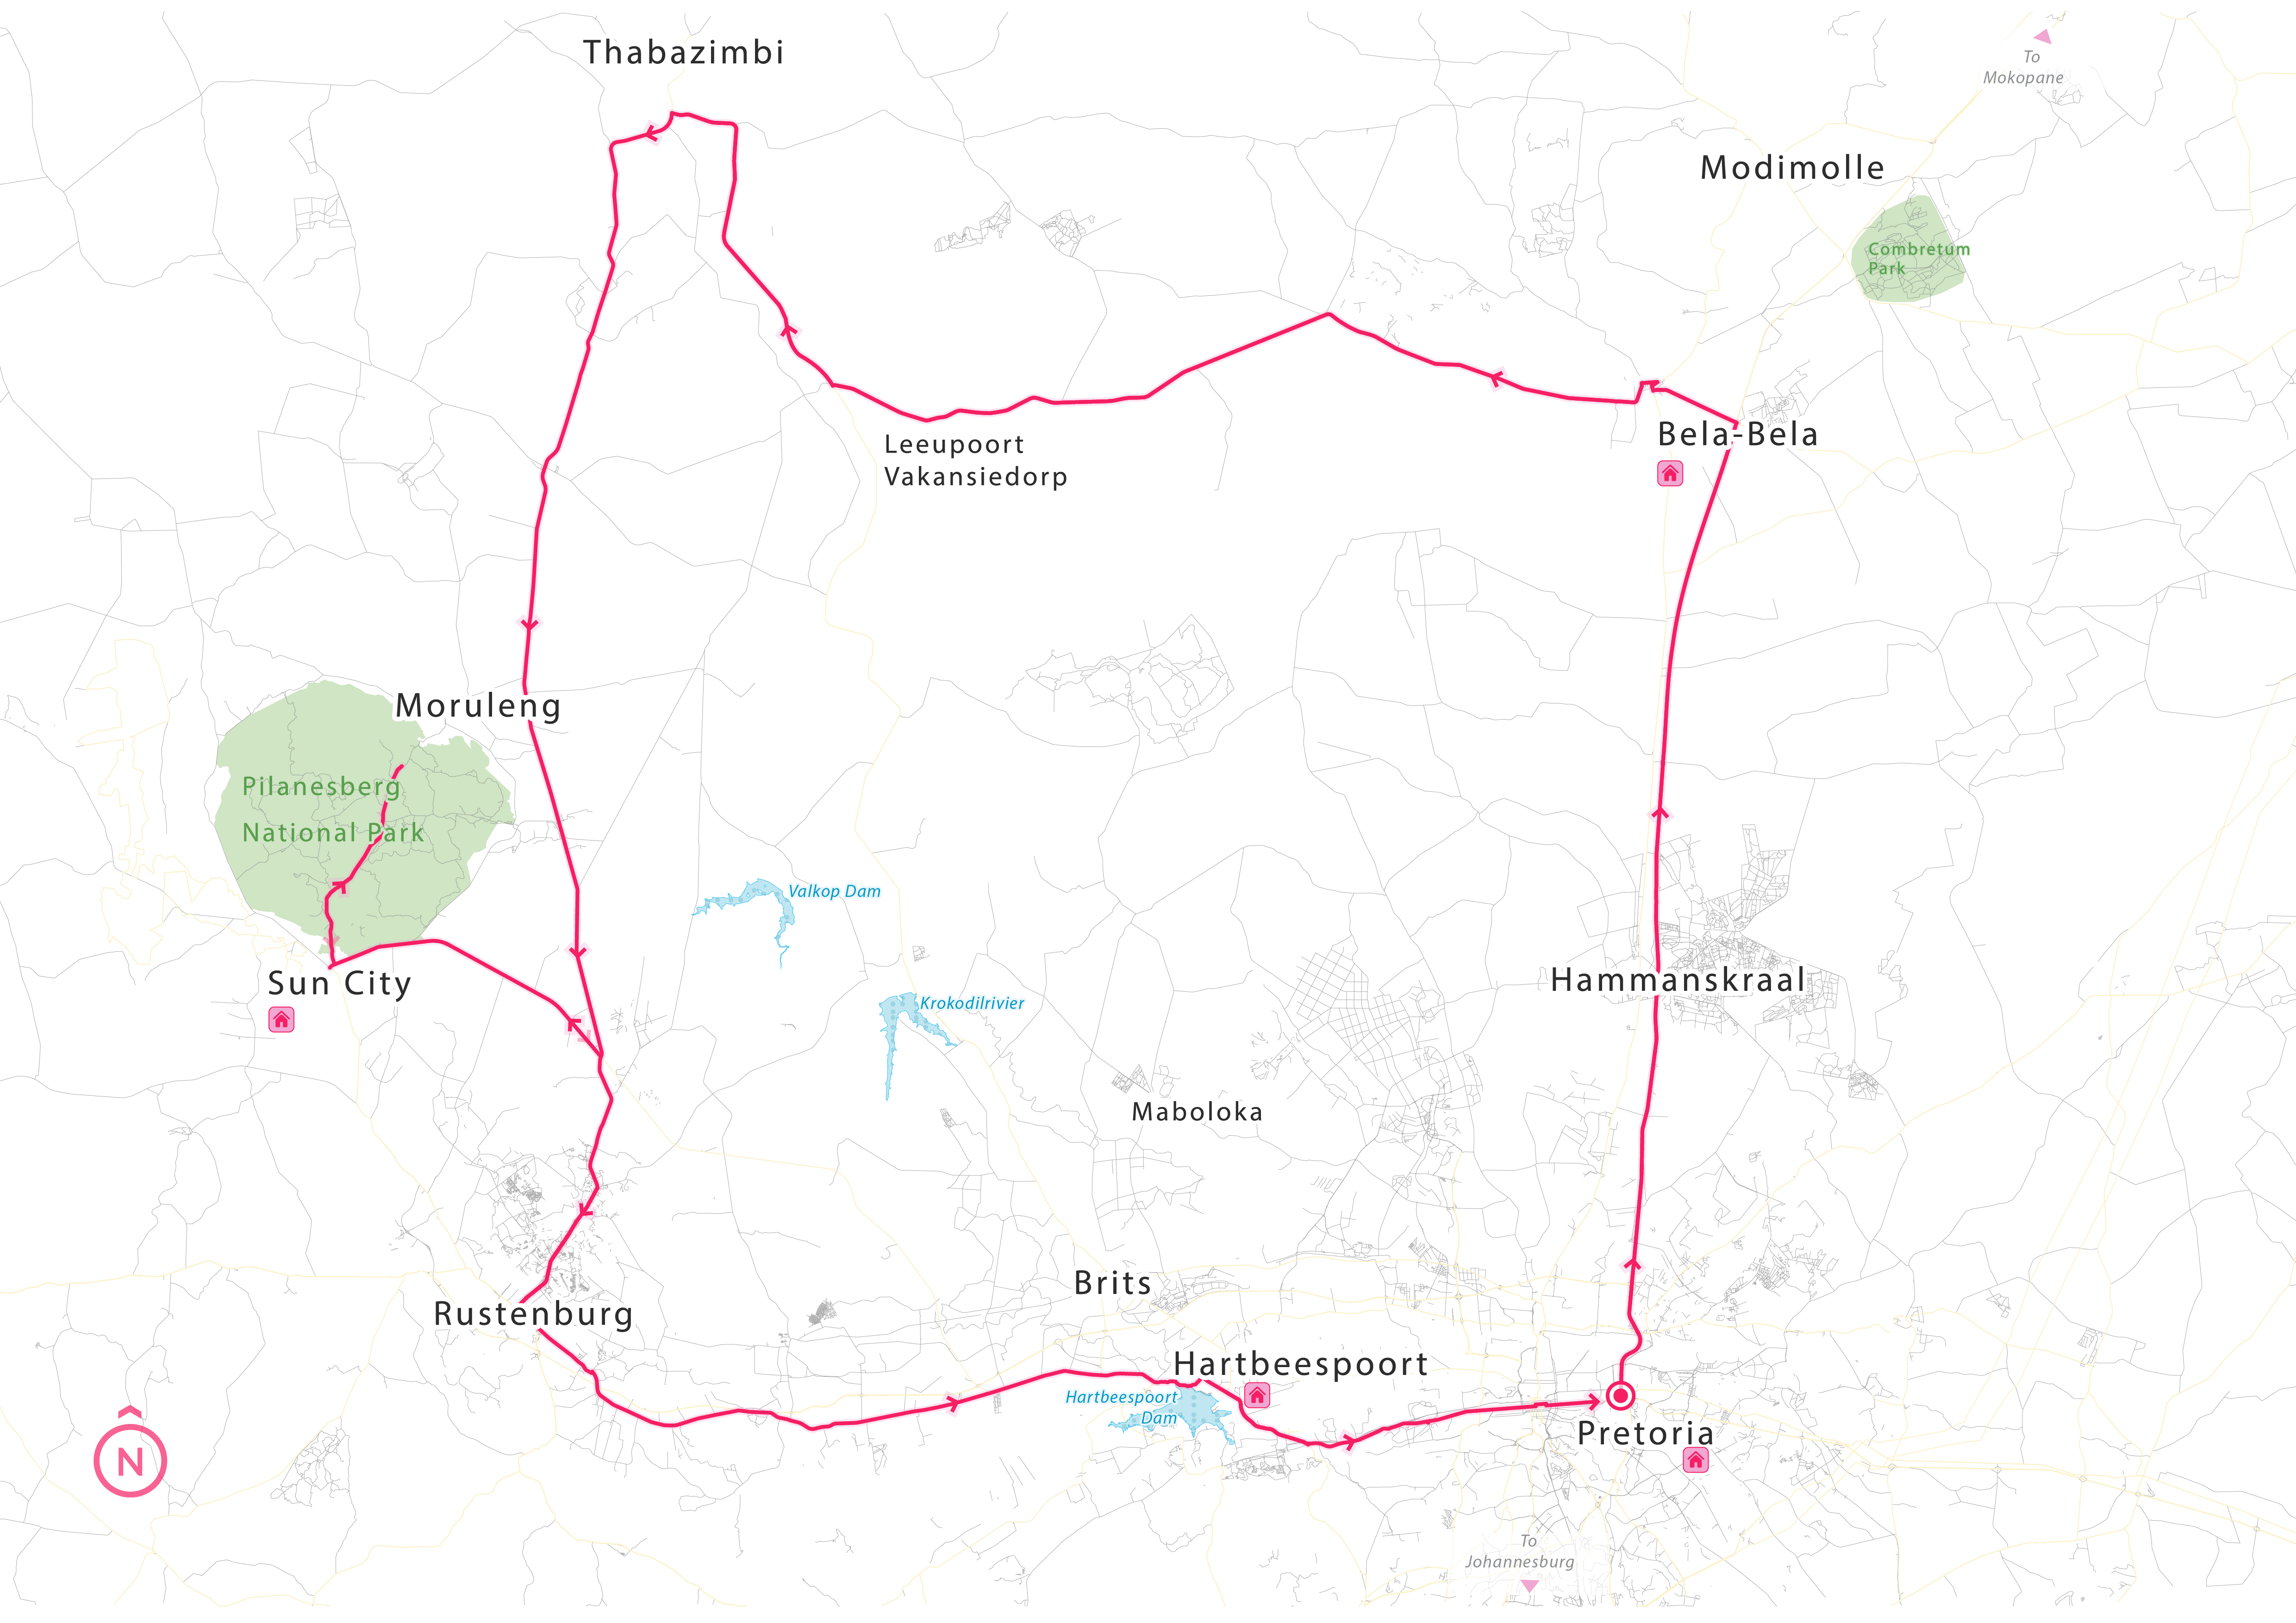 Thabazimbi
To
Mokopane
Modimolle
Combretum
Park
Bela-Bela
Leeupoort
Vakansiedorp
Moruleng
Pilanesberg
National Park
Valkop Dam
Sun City
Hammanskraal
Krokodilrivier
Maboloka
Brits
Rustenburg
Hartbeespoort
Hartbeespoort
Dam
Pretoria
N
To
Johannesburg